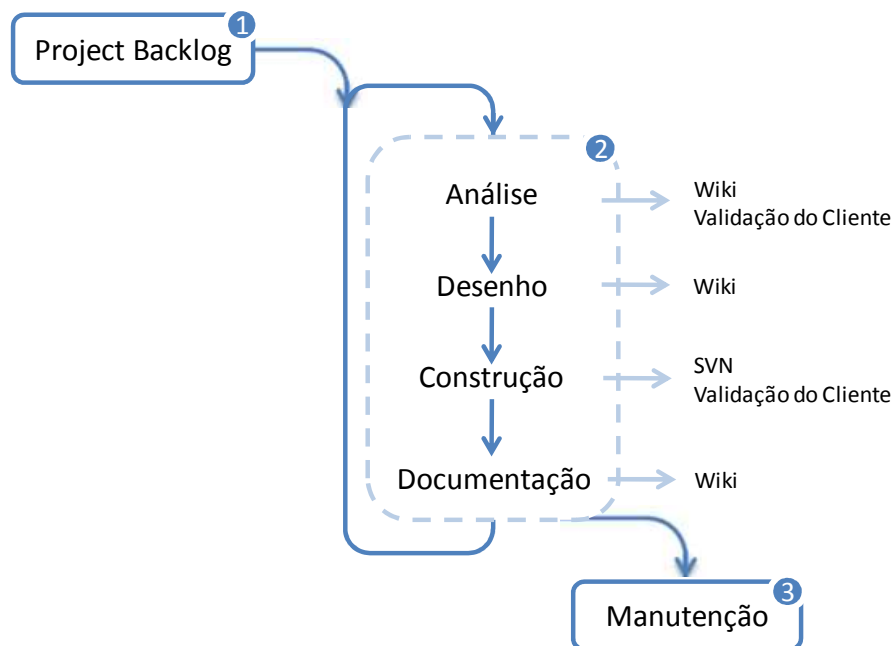 1
Project Backlog
2
Análise
Wiki
Validação do Cliente
Desenho
Wiki
Construção
SVN
Validação do Cliente
Documentação
Wiki
3
Manutenção